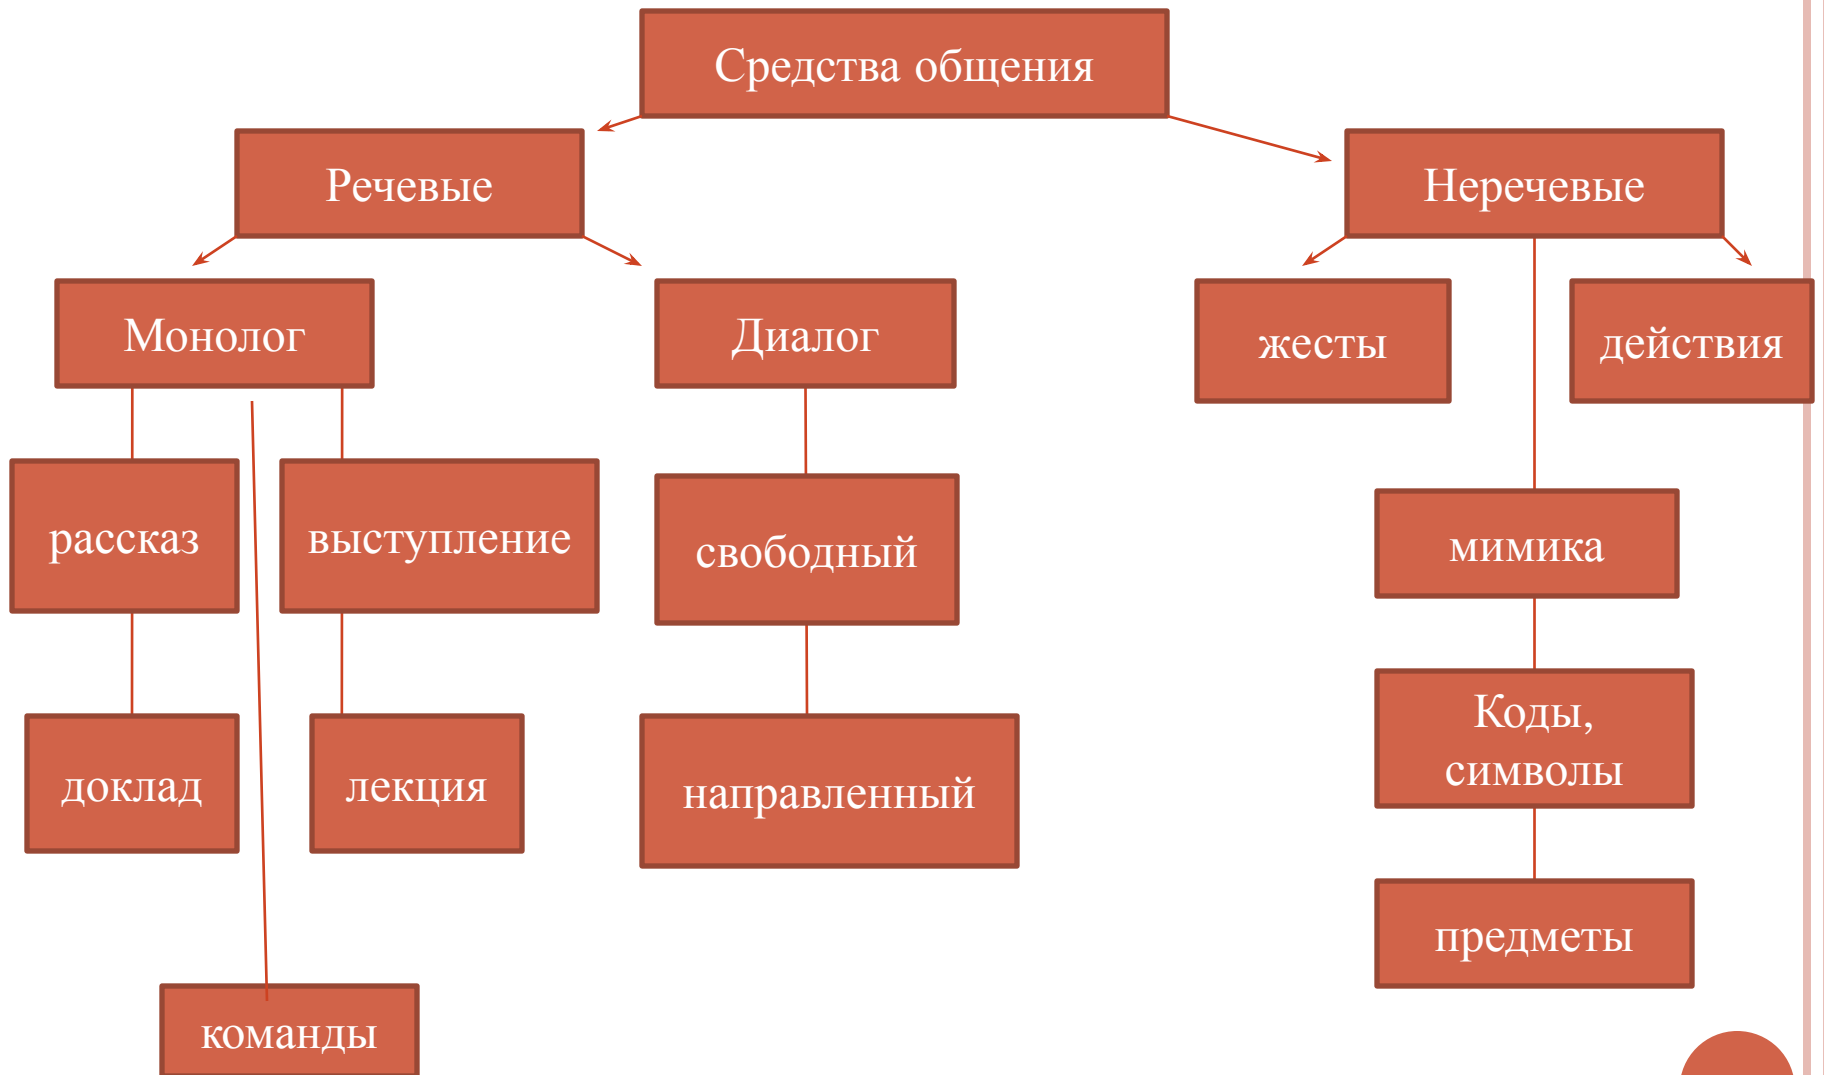 Средства общения
Речевые
Неречевые
Монолог
Диалог
жесты
действия
рассказ
выступление
свободный
мимика
доклад
лекция
направленный
Коды,
символы
предметы
команды